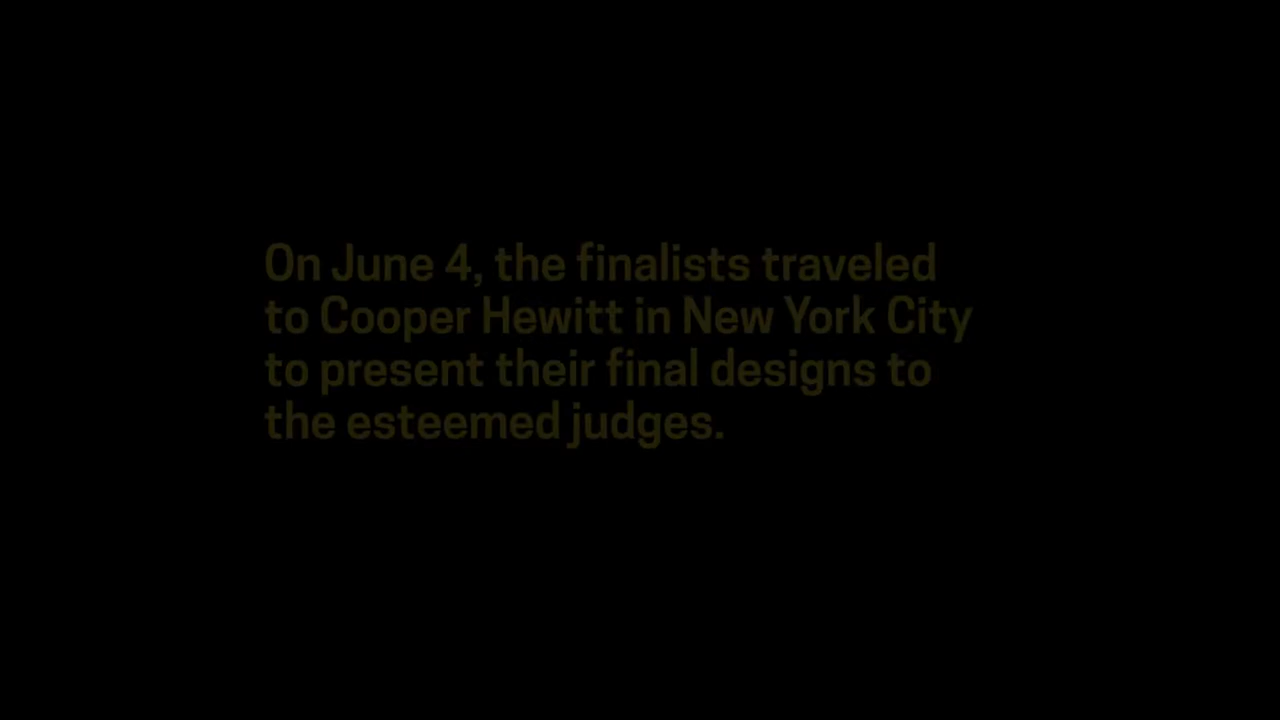 On June 4, the finalists traveled
to Cooper Hewitt in New York City
to present their final designs to
the esteemed judges.